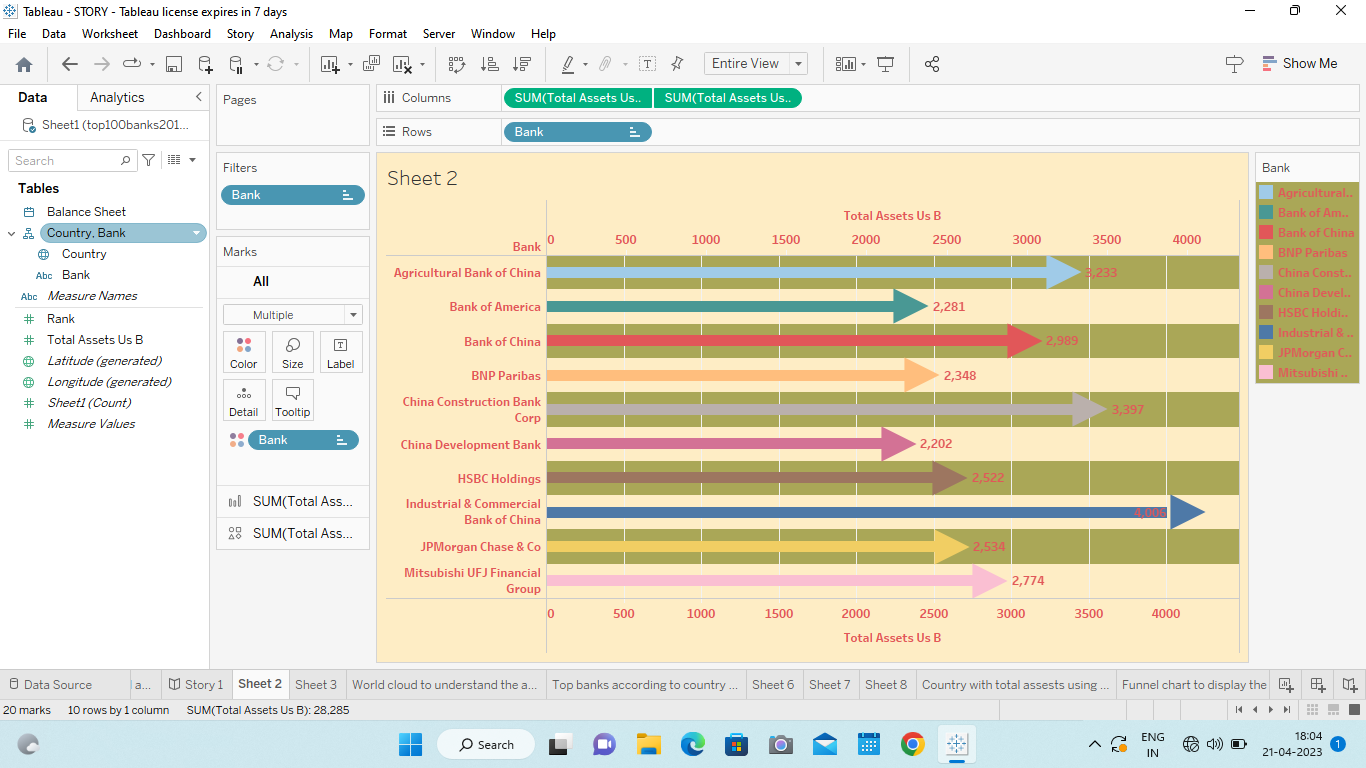 Tableau - STORY - Tableau license expires in 7 days
File Data Worksheet Dashboard Story Analysis Map Format Server Window Help
Entire View
Show Me
Data Analytics
Sheet1 (top100banks201...
Search
Tables
Balance Sheet
Country, Bank
Country
Abc Bank
Abc Measure Names
Rank
Total Assets Us B
Latitude (generated)
Longitude (generated)
Sheet1 (Count)
Measure Values
Pages
Filters
Bank
Marks
All
Multiple
Color Size Label
Detail Tooltip
Bank
SUM(Total Ass...
SUM(Total Ass...
Columns SUM(Total Assets Us.. SUM(Total Assets Us..
Rows Bank
Sheet 2
Total Assets Us B
Bank 0 500 1000 1500 2000 2500 3000 3500 4000
Agricultural Bank of China 3,233
Bank of America 2,281
Bank of China 2,989
BNP Paribas 2,348
China Construction Bank
Corp 3,397
China Development Bank 2,202
HSBC Holdings 2,522
Industrial & Commercial
Bank of China
JPMorgan Chase & Co 2,534
Mitsubishi UFJ Financial
Group 2,774
0 500 1000 1500 2000 2500 3000 3500 4000
Total Assets Us B
Bank
Agricultural..
Bank of Am..
Bank of China
BNP Paribas
China Const..
China Devel..
HSBC Holdi..
Industrial & ..
JPMorgan C..
Mitsubishi ..
Data Source l a... Story 1 Sheet 2 Sheet 3 World cloud to understand the a... Top banks according to country ... Sheet 6 Sheet 7 Sheet 8 Country with total assests using ... Funnel chart to display the
20 marks 10 rows by 1 column SUM(Total Assets Us B): 28,285
Search
ENG
IN
18:04
21-04-2023
1